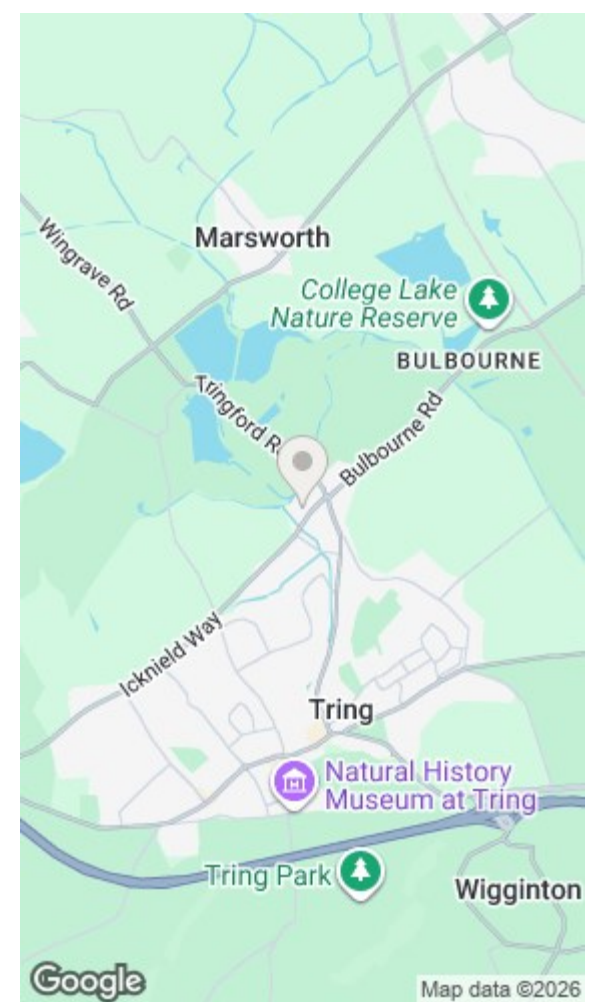 Marsworth
Wingrave Rd
College Lake
Nature Reserve
BULBOURNE
Tringford R
Bulbourne Rd
Icknield Way
Tring
Natural History
Museum at Tring
Tring Park
Wigginton
Google
Map data ©2026